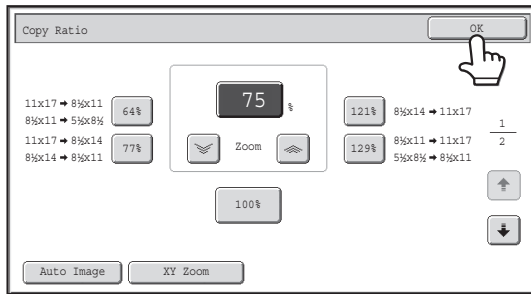 Copy Ratio
OK
11x17 ➡ 8½x11
8½x11 ➡ 5½x8½
64%
11x17 ➡ 8½x14
8½x14 ➡ 8½x11
77%
75 %
Zoom
100%
121%
8½x14 ➡ 11x17
129%
8½x11 ➡ 11x17
5½x8½ ➡ 8½x11
1
2
Auto Image
XY Zoom